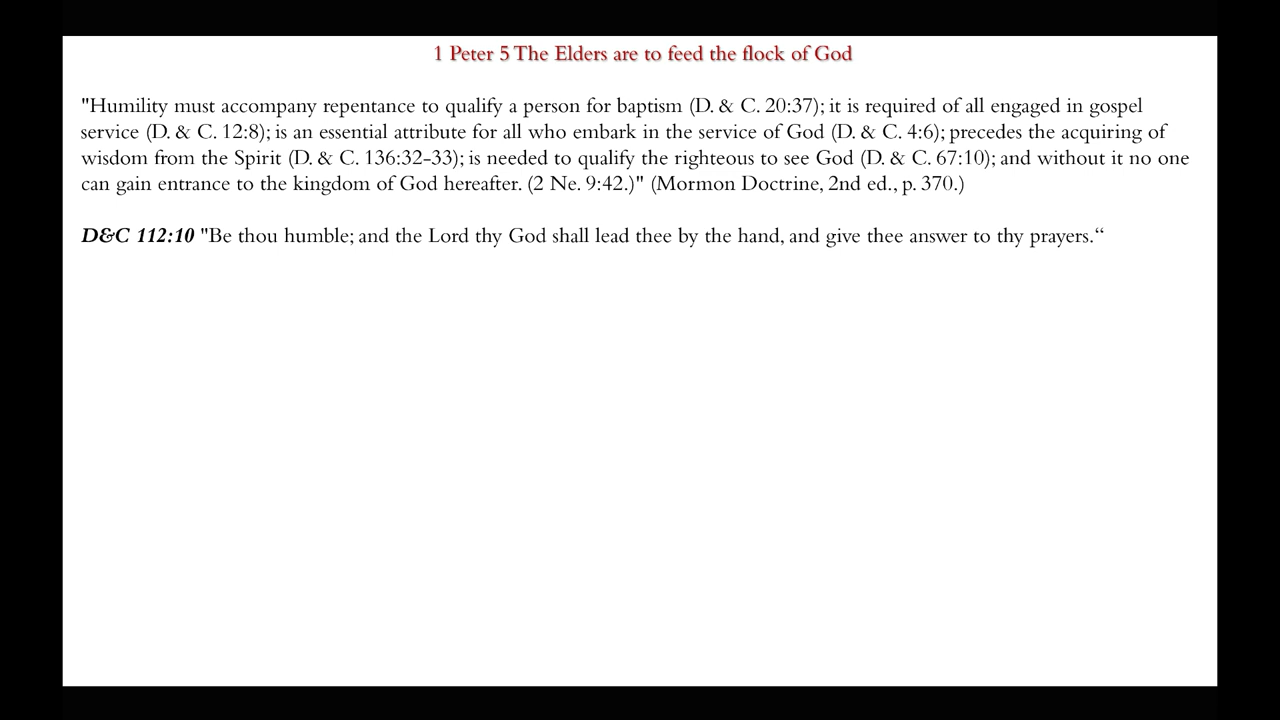 1 Peter 5 The Elders are to feed the flock of God
"Humility must accompany repentance to qualify a person for baptism (D. & C. 20:37); it is required of all engaged in gospel
service (D. & C. 12:8); is an essential attribute for all who embark in the service of God (D. & C. 4:6); precedes the acquiring of
wisdom from the Spirit (D. & C. 136:32-33); is needed to qualify the righteous to see God (D. & C. 67:10); and without it no one
can gain entrance to the kingdom of God hereafter. (2 Ne. 9:42.)" (Mormon Doctrine, 2nd ed., p. 370.)
D&C 112:10 "Be thou humble; and the Lord thy God shall lead thee by the hand, and give thee answer to thy prayers.“